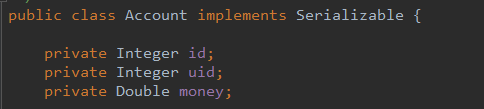 public class Account implements Serializable {
private Integer id;
private Integer uid;
private Double money;